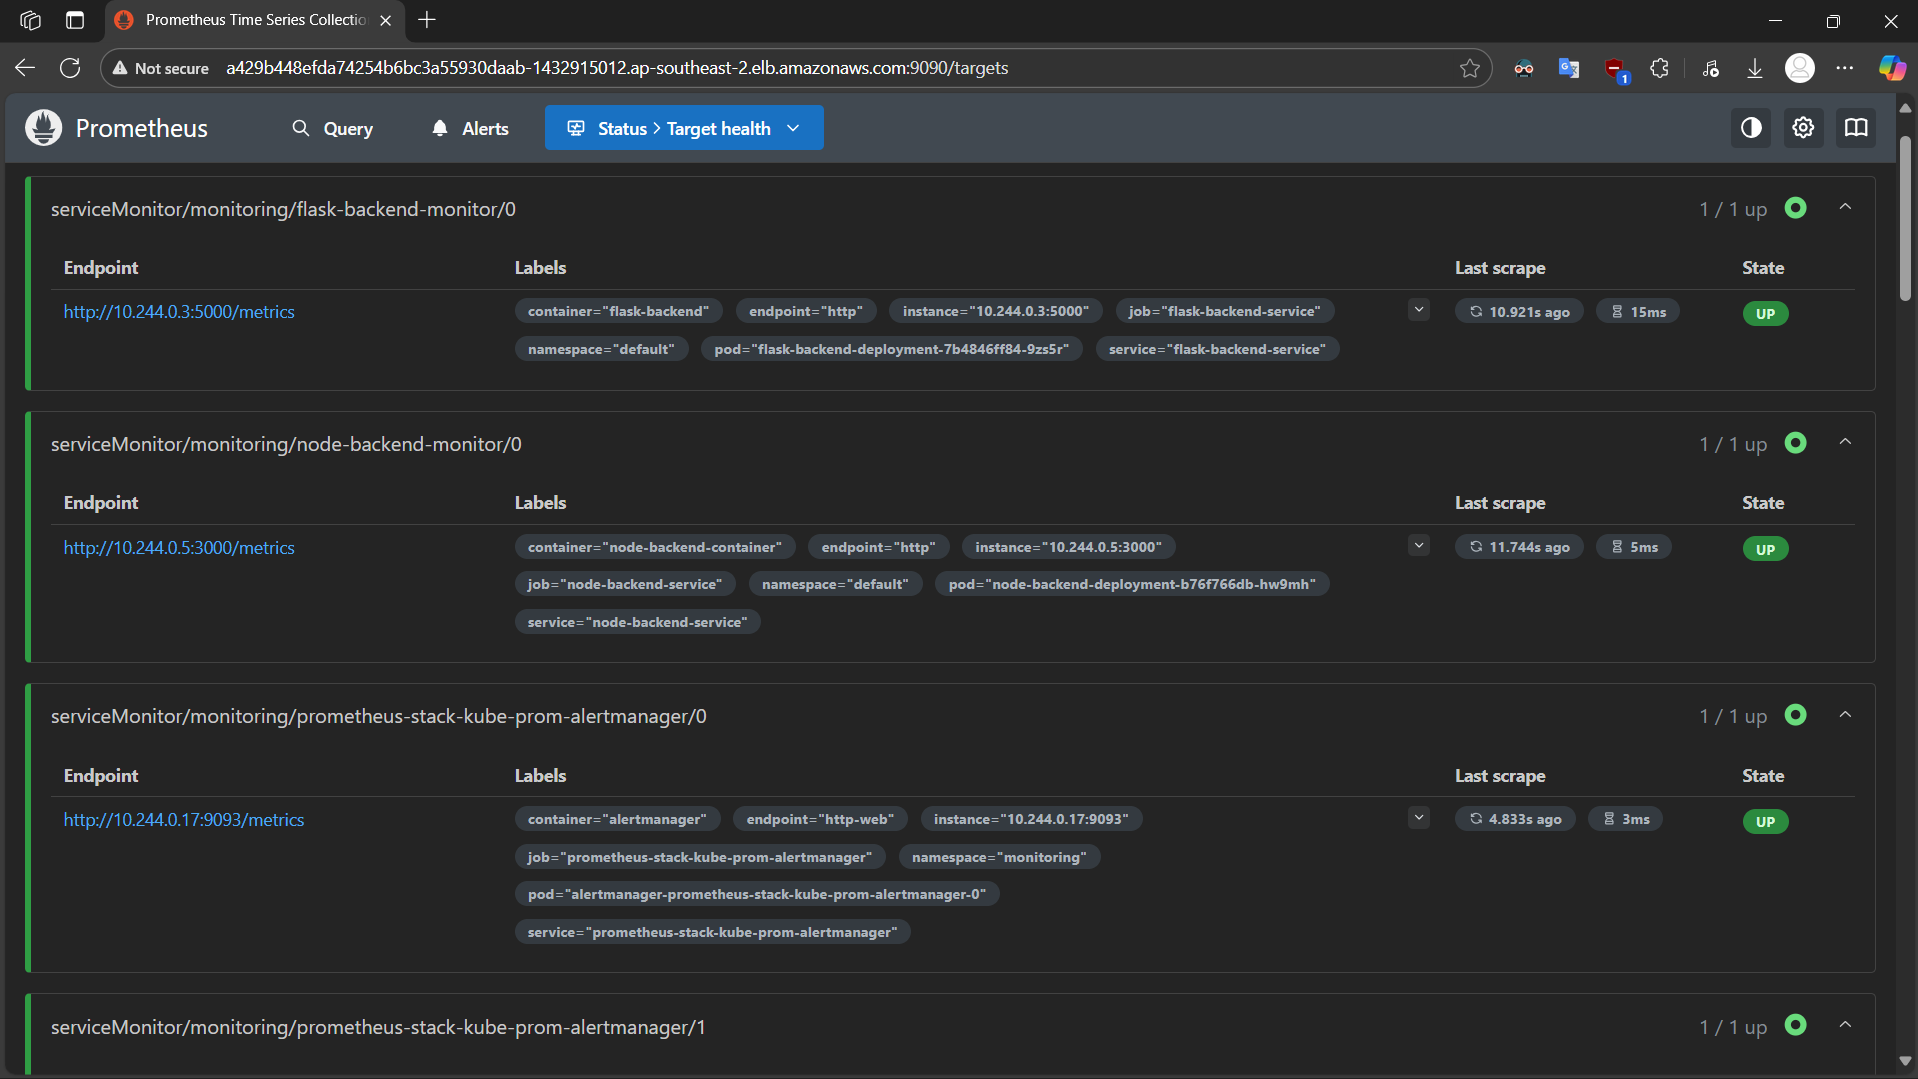 Prometheus Time Series Collectio
Not secure a429b448efda74254b6bc3a55930daab-1432915012.ap-southeast-2.elb.amazonaws.com:9090/targets
1
Prometheus Query Alerts Status > Target health
serviceMonitor/monitoring/flask-backend-monitor/0 1 / 1 up
Endpoint Labels Last scrape State
http://10.244.0.3:5000/metrics container="flask-backend" endpoint="http" instance="10.244.0.3:5000" job="flask-backend-service" 10.921s ago 15ms UP
namespace="default" pod="flask-backend-deployment-7b4846ff84-9zs5r" service="flask-backend-service"
serviceMonitor/monitoring/node-backend-monitor/0 1 / 1 up
Endpoint Labels Last scrape State
http://10.244.0.5:3000/metrics container="node-backend-container" endpoint="http" instance="10.244.0.5:3000" 11.744s ago 5ms UP
job="node-backend-service" namespace="default" pod="node-backend-deployment-b76f766db-hw9mh"
service="node-backend-service"
serviceMonitor/monitoring/prometheus-stack-kube-prom-alertmanager/0 1 / 1 up
Endpoint Labels Last scrape State
http://10.244.0.17:9093/metrics container="alertmanager" endpoint="http-web" instance="10.244.0.17:9093" 4.833s ago 3ms UP
job="prometheus-stack-kube-prom-alertmanager" namespace="monitoring"
pod="alertmanager-prometheus-stack-kube-prom-alertmanager-0"
service="prometheus-stack-kube-prom-alertmanager"
serviceMonitor/monitoring/prometheus-stack-kube-prom-alertmanager/1 1 / 1 up